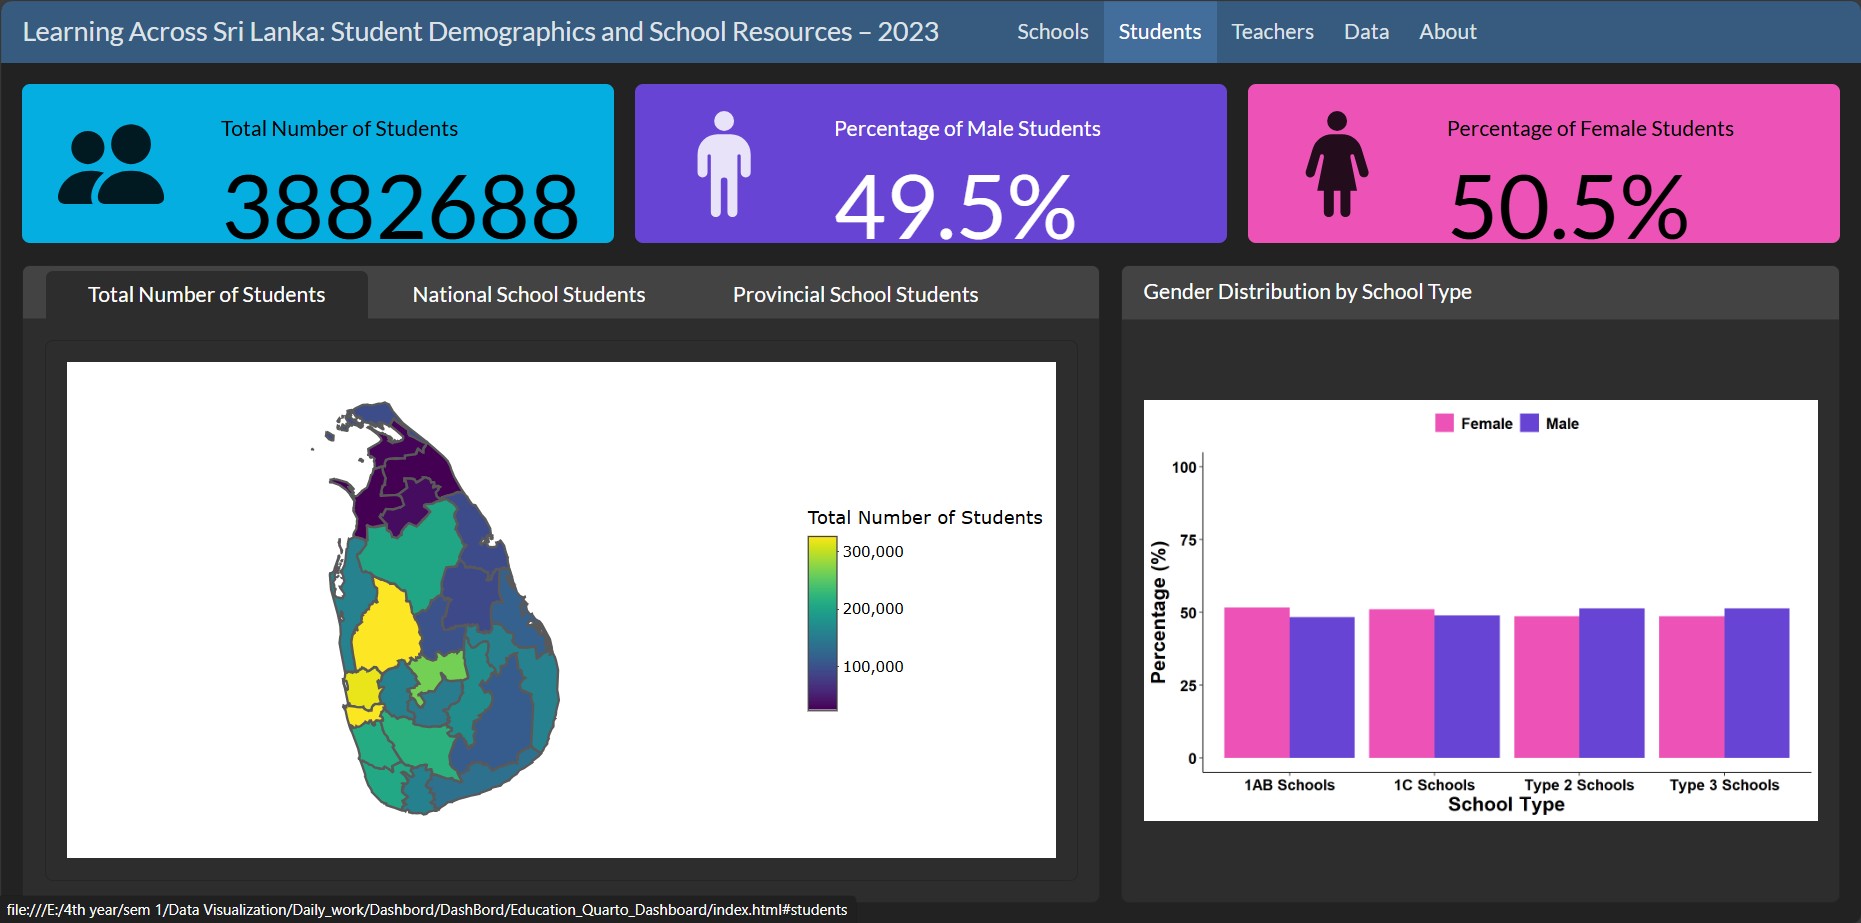 Learning Across Sri Lanka: Student Demographics and School Resources – 2023
Schools
Students
Teachers
Data
About
Total Number of Students
3882688
Percentage of Male Students
49.5%
Percentage of Female Students
50.5%
Total Number of Students
National School Students
Provincial School Students
Total Number of Students
300,000
200,000
100,000
Gender Distribution by School Type
Female
Male
Percentage (%)
100
75
50
25
0
1AB Schools
1C Schools
Type 2 Schools
Type 3 Schools
School Type
file:///E:/4th year/sem 1/Data Visualization/Daily_work/Dashbord/DashBord/Education_Quarto_Dashboard/index.html#students